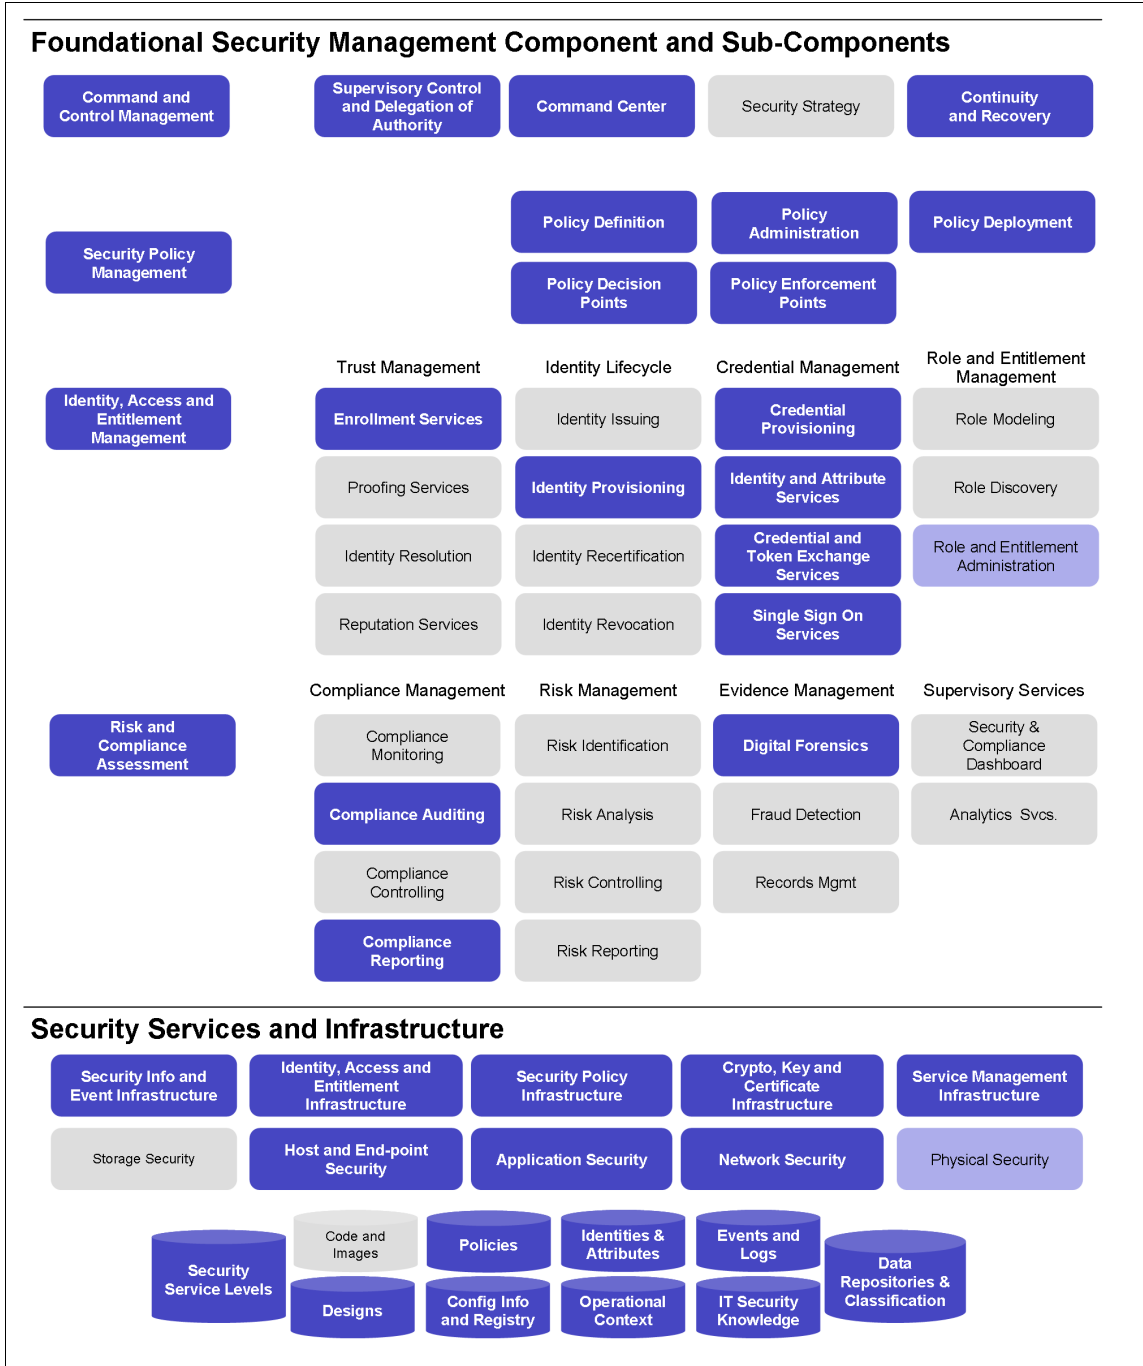 Foundational Security Management Component and Sub-Components
Command and
Control Management
Supervisory Control
and Delegation of
Authority
Command Center
Security Strategy
Continuity
and Recovery
Security Policy
Management
Policy Definition
Policy
Administration
Policy Deployment
Policy Decision
Points
Policy Enforcement
Points
Identity, Access and
Entitlement
Management
Trust Management
Identity Lifecycle
Credential Management
Role and Entitlement
Management
Enrollment Services
Identity Issuing
Credential
Provisioning
Role Modeling
Proofing Services
Identity Provisioning
Identity and Attribute
Services
Role Discovery
Identity Resolution
Identity Recertification
Credential and
Token Exchange
Services
Role and Entitlement
Administration
Reputation Services
Identity Revocation
Single Sign On
Services
Risk and
Compliance
Assessment
Compliance Management
Risk Management
Evidence Management
Supervisory Services
Compliance
Monitoring
Risk Identification
Digital Forensics
Security &
Compliance
Dashboard
Compliance Auditing
Risk Analysis
Fraud Detection
Analytics Svcs.
Compliance
Controlling
Risk Controlling
Records Mgmt
Compliance
Reporting
Risk Reporting
Security Services and Infrastructure
Security Info and
Event Infrastructure
Identity, Access and
Entitlement
Infrastructure
Security Policy
Infrastructure
Crypto, Key and
Certificate
Infrastructure
Service Management
Infrastructure
Storage Security
Host and End-point
Security
Application Security
Network Security
Physical Security
Security
Service Levels
Code and
Images
Policies
Identities &
Attributes
Events and
Logs
Data
Repositories &
Classification
Designs
Config Info
and Registry
Operational
Context
IT Security
Knowledge